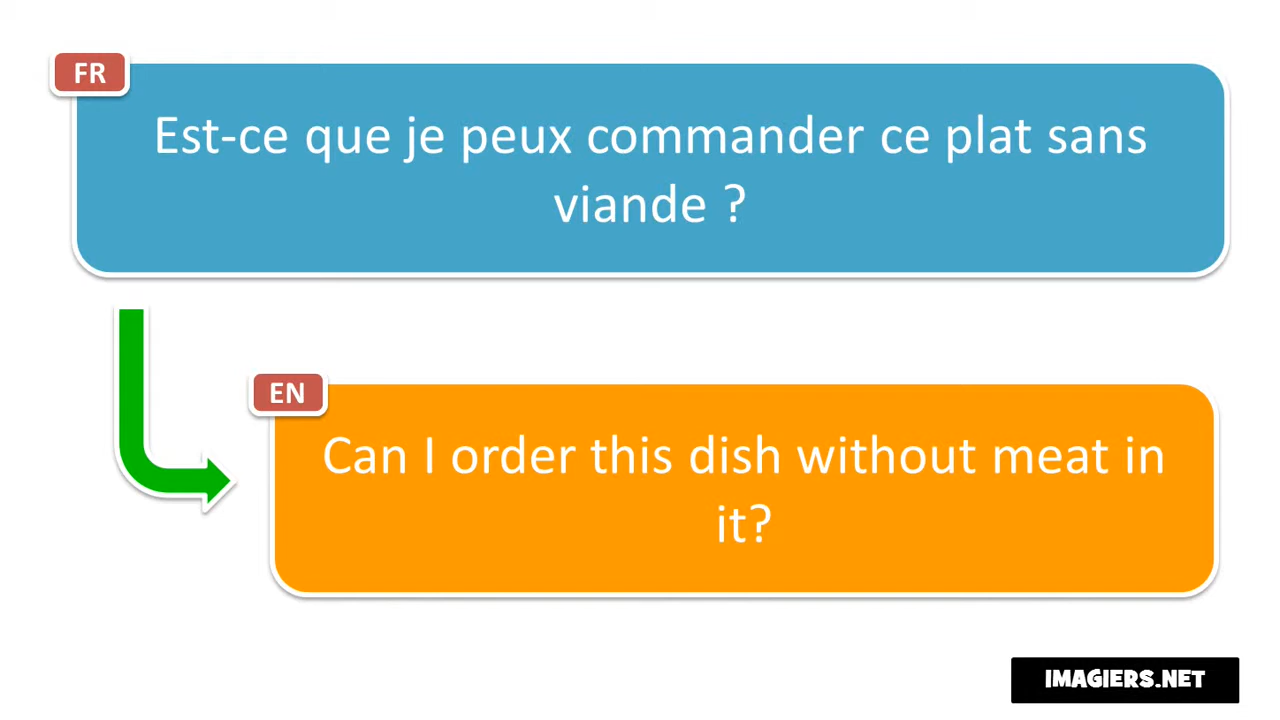 FR
Est-ce que je peux commander ce plat sans
viande ?
EN
Can I order this dish without meat in
it?
IMAGIERS.NET